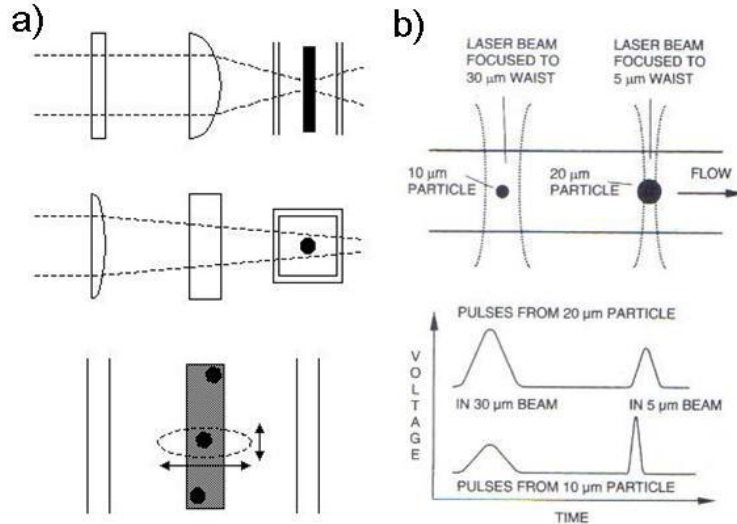 a)
b)
LASER BEAM
FOCUSED TO
30 µm WAIST
LASER BEAM
FOCUSED TO
5 µm WAIST
10 µm
PARTICLE
20 µm
PARTICLE
FLOW
PULSES FROM 20 µm PARTICLE
VOLTAGE
IN 30 µm BEAM
IN 5 µm BEAM
PULSES FROM 10 µm PARTICLE
TIME